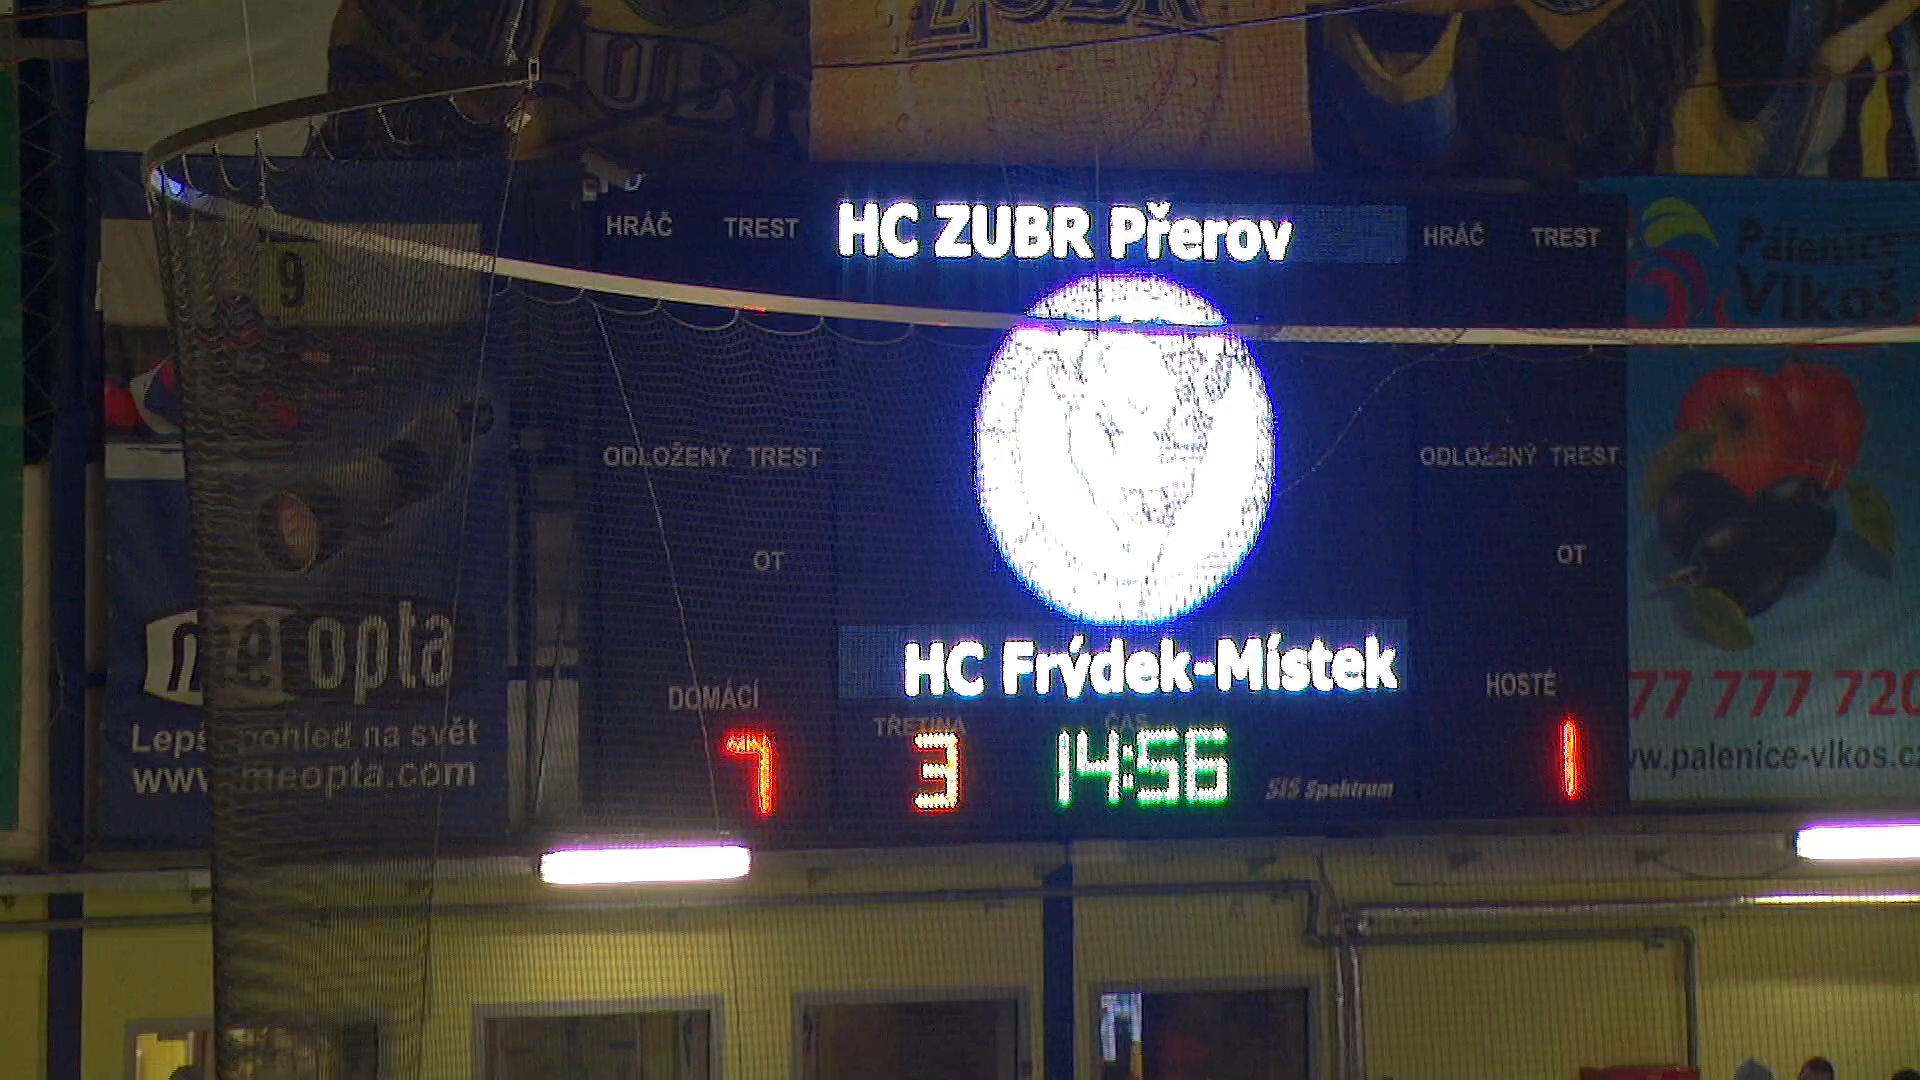 ZUBR
ZUBR
9
HRÁČ TREST
HC ZUBR Přerov
HRÁČ TREST
Pálenice
Vlkoš
ODLOŽENÝ TREST
ODLOŽENÝ TREST
OT
OT
meopta
Lepší pohled na svět
www.meopta.com
HC Frýdek-Místek
DOMÁCÍ
TŘETINA
ČAS
HOSTÉ
7
3
14:56
1
SIS Spektrum
77 777 720
www.palenice-vlkos.cz